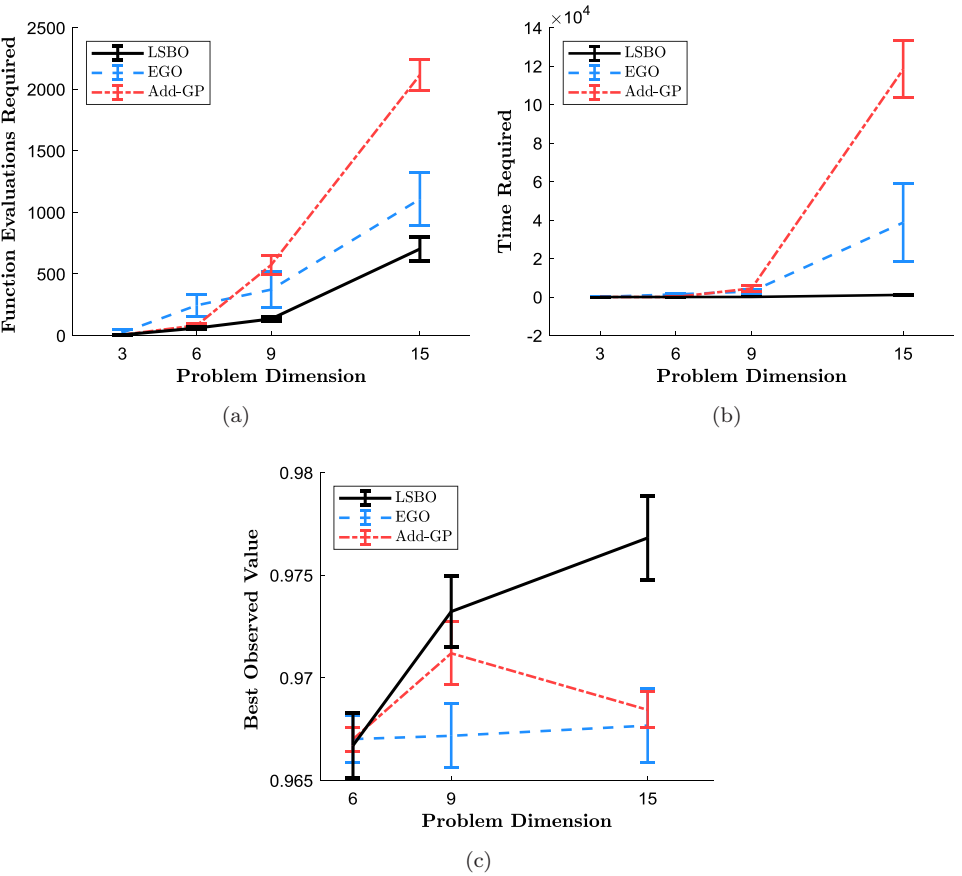 2500
2000
1500
1000
500
0
Function Evaluations Required
LSBO
EGO
Add-GP
3 6 9 15
Problem Dimension
(a)
×10^4
14
12
10
8
6
4
2
0
-2
Time Required
LSBO
EGO
Add-GP
3 6 9 15
Problem Dimension
(b)
0.98
0.975
0.97
0.965
Best Observed Value
LSBO
EGO
Add-GP
6 9 15
Problem Dimension
(c)